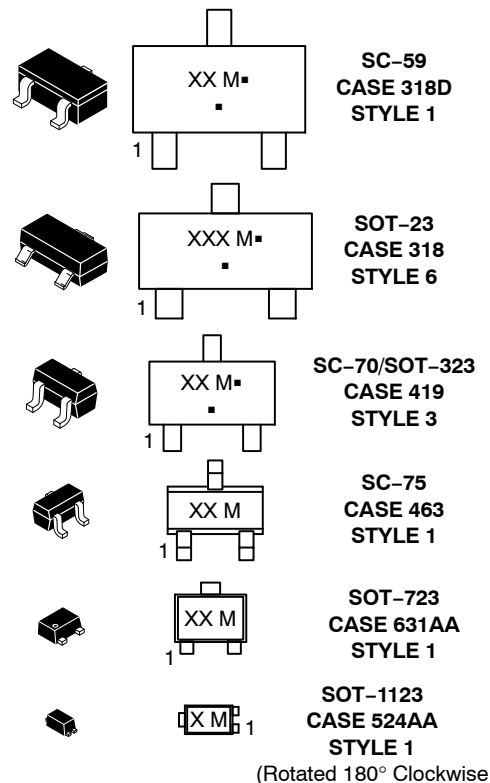 XX M▪
▪
1
SC–59
CASE 318D
STYLE 1
XXX M▪
▪
1
SOT–23
CASE 318
STYLE 6
XX M▪
▪
1
SC–70/SOT–323
CASE 419
STYLE 3
XX M
1
SC–75
CASE 463
STYLE 1
XX M
1
SOT–723
CASE 631AA
STYLE 1
X M
1
SOT–1123
CASE 524AA
STYLE 1
(Rotated 180° Clockwise